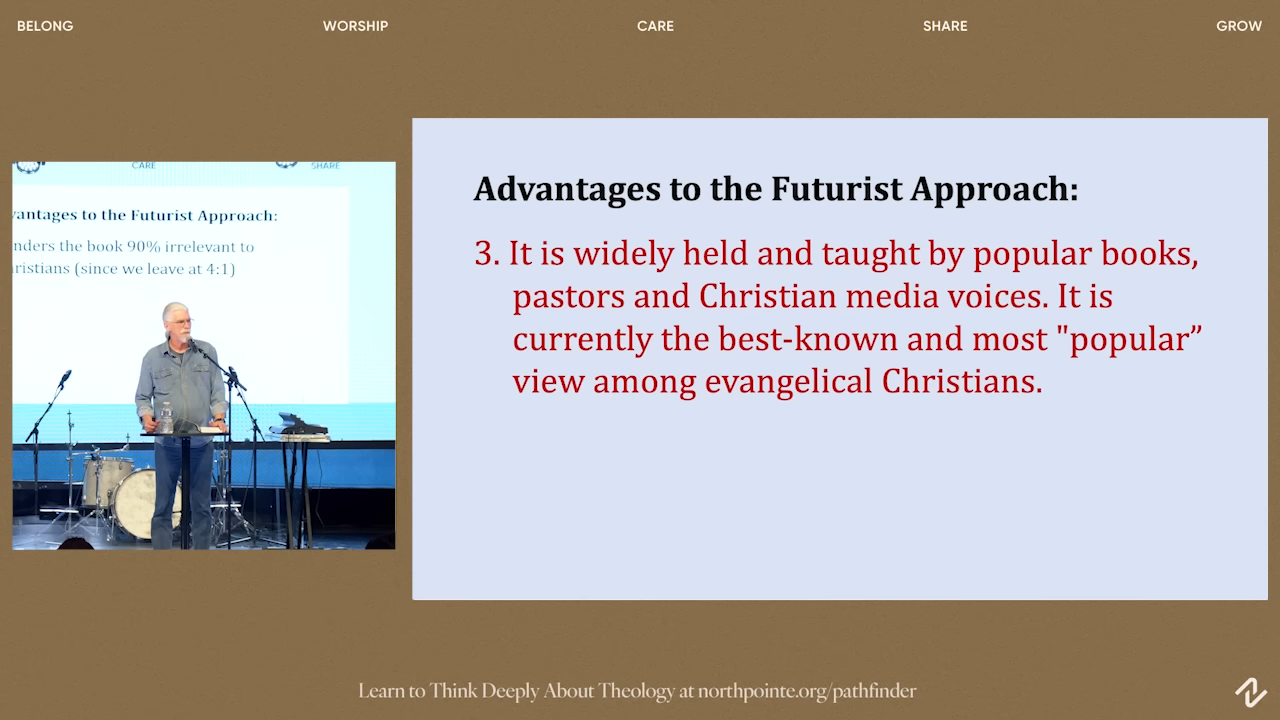 BELONG
WORSHIP
CARE
SHARE
GROW
CARE
SHARE
to the Futurist Approach:
the book 90% irrelevant to
(since we leave at 4:1)
Advantages to the Futurist Approach:
3. It is widely held and taught by popular books,
pastors and Christian media voices. It is
currently the best-known and most "popular”
view among evangelical Christians.
Learn to Think Deeply About Theology at northpointe.org/pathfinder